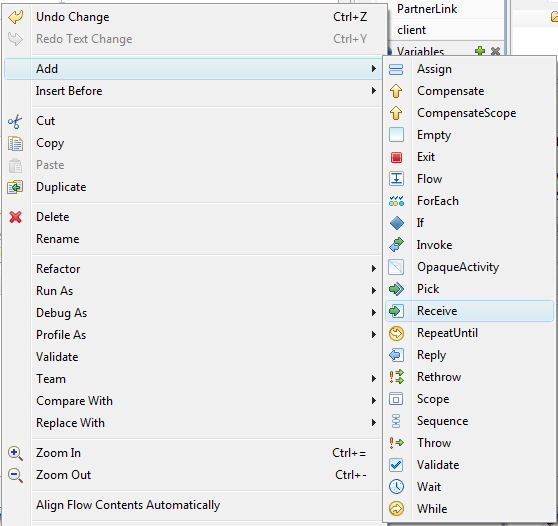 PartnerLink
client
Variables
Undo Change Ctrl+Z
Redo Text Change Ctrl+Y
Add
Insert Before
Cut
Copy
Paste
Duplicate
Delete
Rename
Refactor
Run As
Debug As
Profile As
Validate
Team
Compare With
Replace With
Zoom In Ctrl+=
Zoom Out Ctrl+-
Align Flow Contents Automatically
Assign
Compensate
CompensateScope
Empty
Exit
Flow
ForEach
If
Invoke
OpaqueActivity
Pick
Receive
RepeatUntil
Reply
Rethrow
Scope
Sequence
Throw
Validate
Wait
While